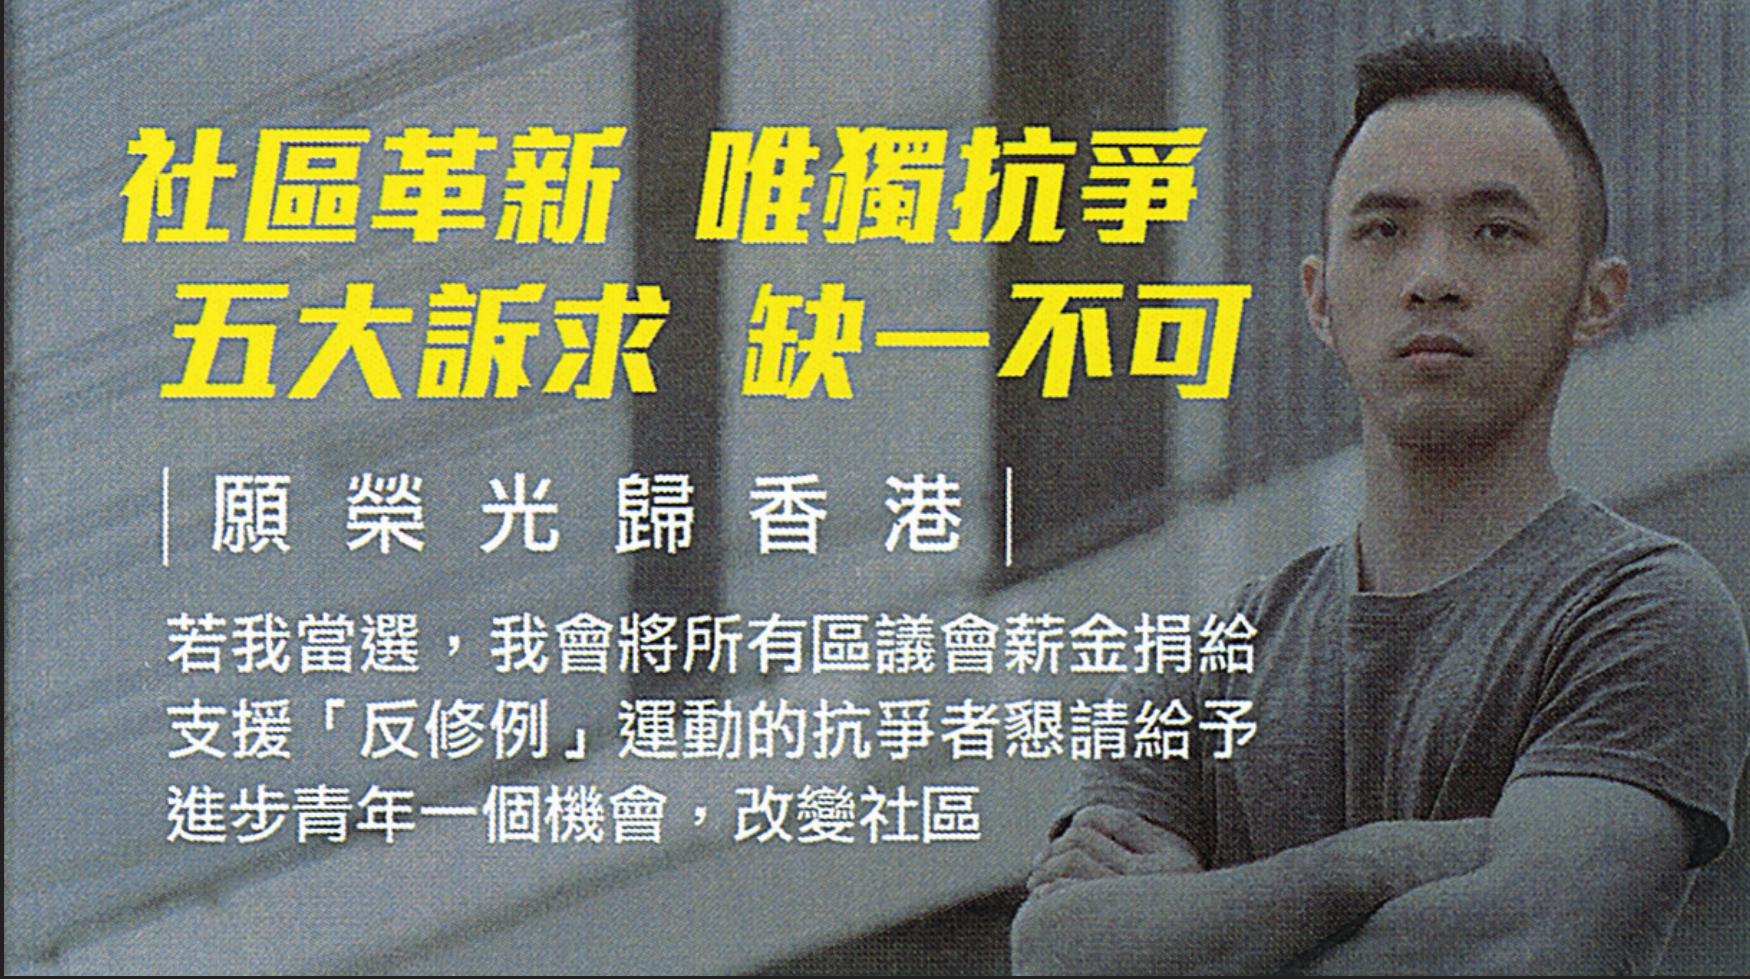 社區革新 唯獨抗爭
五大訴求 缺一不可
願榮光歸香港
若我當選，我會將所有區議會薪金捐給
支援「反修例」運動的抗爭者懇請給予
進步青年一個機會，改變社區